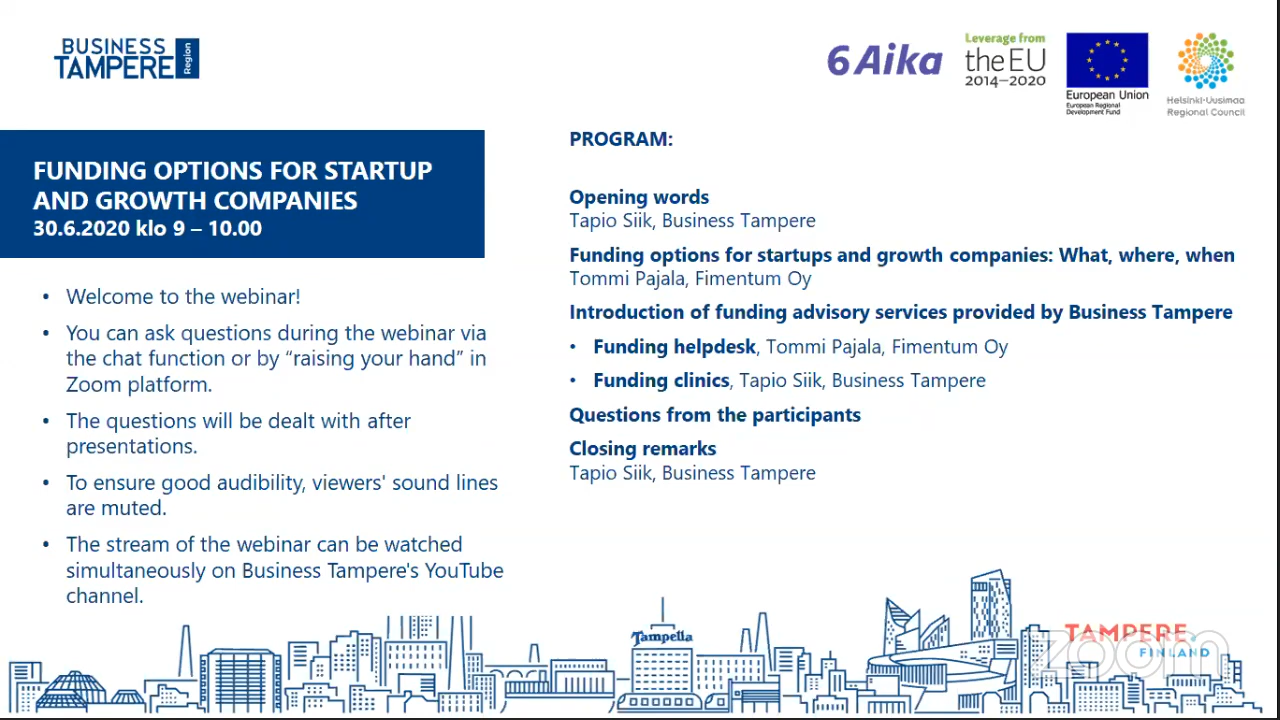 BUSINESS
TAMPERE
Region
6Aika
Leverage from
the EU
2014–2020
European Union
European Regional
Development Fund
Helsinki-Uusimaa
Regional Council
FUNDING OPTIONS FOR STARTUP
AND GROWTH COMPANIES
30.6.2020 klo 9 – 10.00
• Welcome to the webinar!
• You can ask questions during the webinar via
the chat function or by “raising your hand” in
Zoom platform.
• The questions will be dealt with after
presentations.
• To ensure good audibility, viewers' sound lines
are muted.
• The stream of the webinar can be watched
simultaneously on Business Tampere's YouTube
channel.
PROGRAM:
Opening words
Tapio Siik, Business Tampere
Funding options for startups and growth companies: What, where, when
Tommi Pajala, Fimentum Oy
Introduction of funding advisory services provided by Business Tampere
• Funding helpdesk, Tommi Pajala, Fimentum Oy
• Funding clinics, Tapio Siik, Business Tampere
Questions from the participants
Closing remarks
Tapio Siik, Business Tampere
Tampella
TAMPERE
FINLAND
zoom